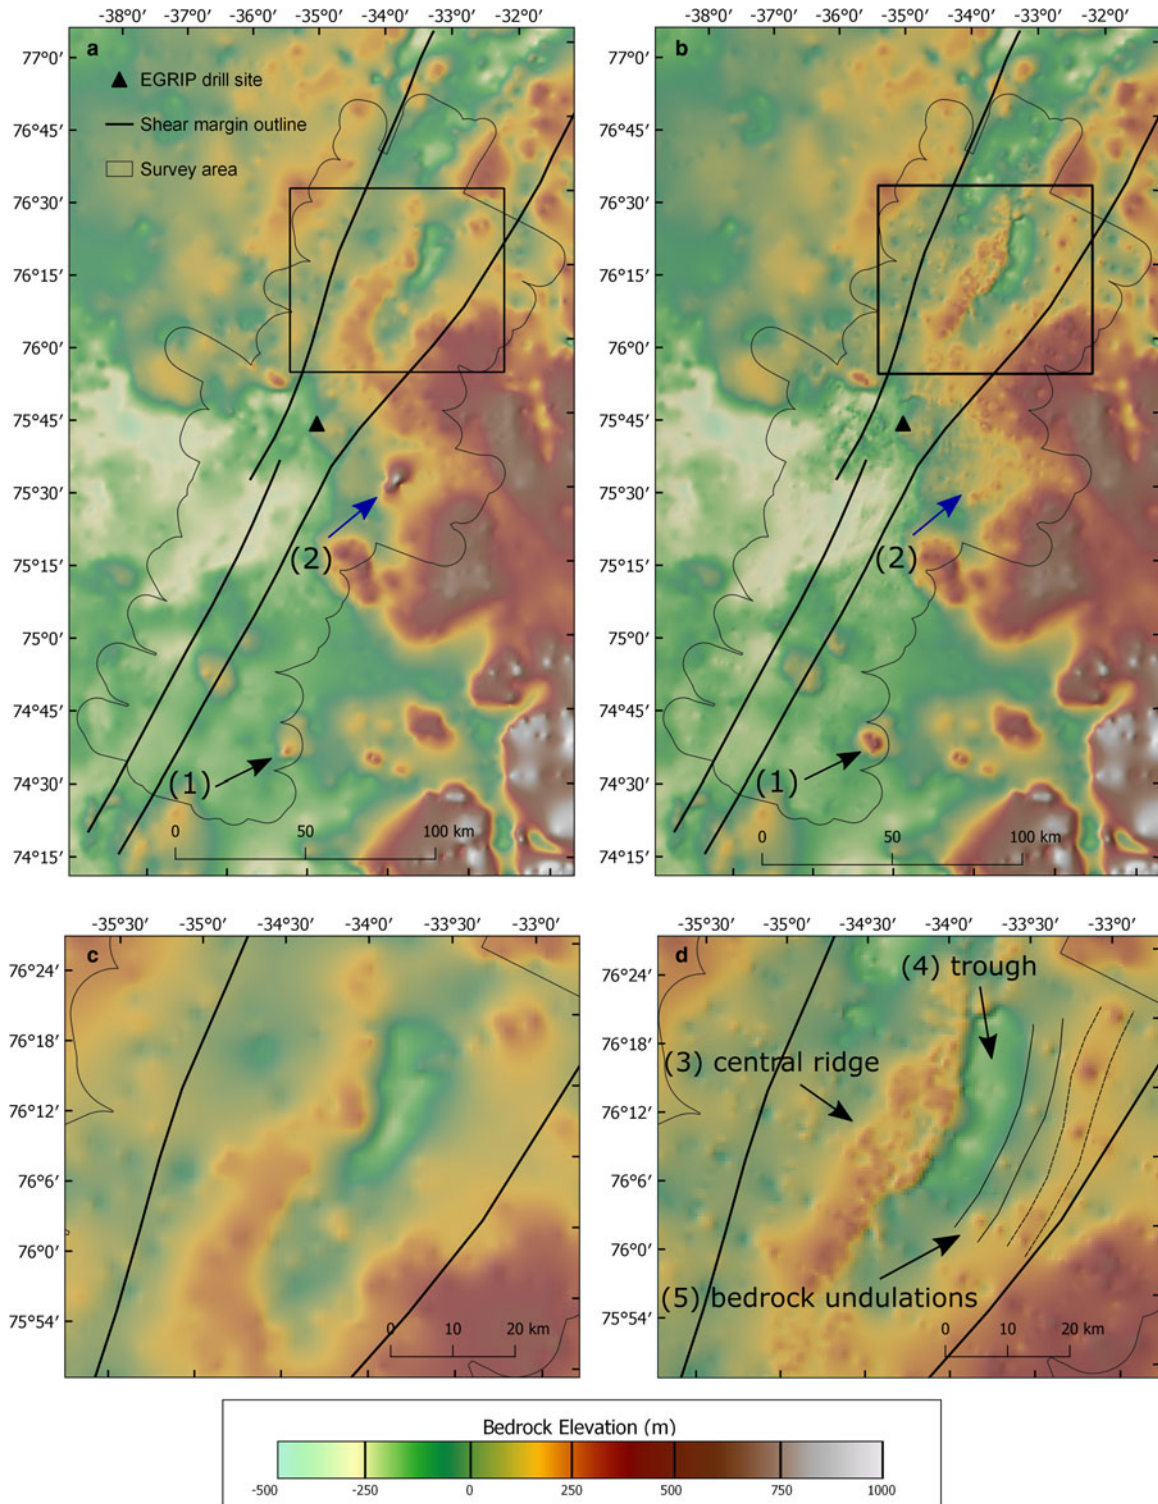 -38°0′ -37°0′ -36°0′ -35°0′ -34°0′ -33°0′ -32°0′
a
EGRIP drill site
Shear margin outline
Survey area
77°0′
76°45′
76°30′
76°15′
76°0′
75°45′
75°30′
75°15′
75°0′
74°45′
74°30′
74°15′
(2)
(1)
0 50 100 km
-38°0′ -37°0′ -36°0′ -35°0′ -34°0′ -33°0′ -32°0′
b
77°0′
76°45′
76°30′
76°15′
76°0′
75°45′
75°30′
75°15′
75°0′
74°45′
74°30′
74°15′
(2)
(1)
0 50 100 km
-35°30′ -35°0′ -34°30′ -34°0′ -33°30′ -33°0′
c
76°24′
76°18′
76°12′
76°6′
76°0′
75°54′
0 10 20 km
-35°30′ -35°0′ -34°30′ -34°0′ -33°30′ -33°0′
d
76°24′
76°18′
76°12′
76°6′
76°0′
75°54′
(4) trough
(3) central ridge
(5) bedrock undulations
0 10 20 km
Bedrock Elevation (m)
-500 -250 0 250 500 750 1000